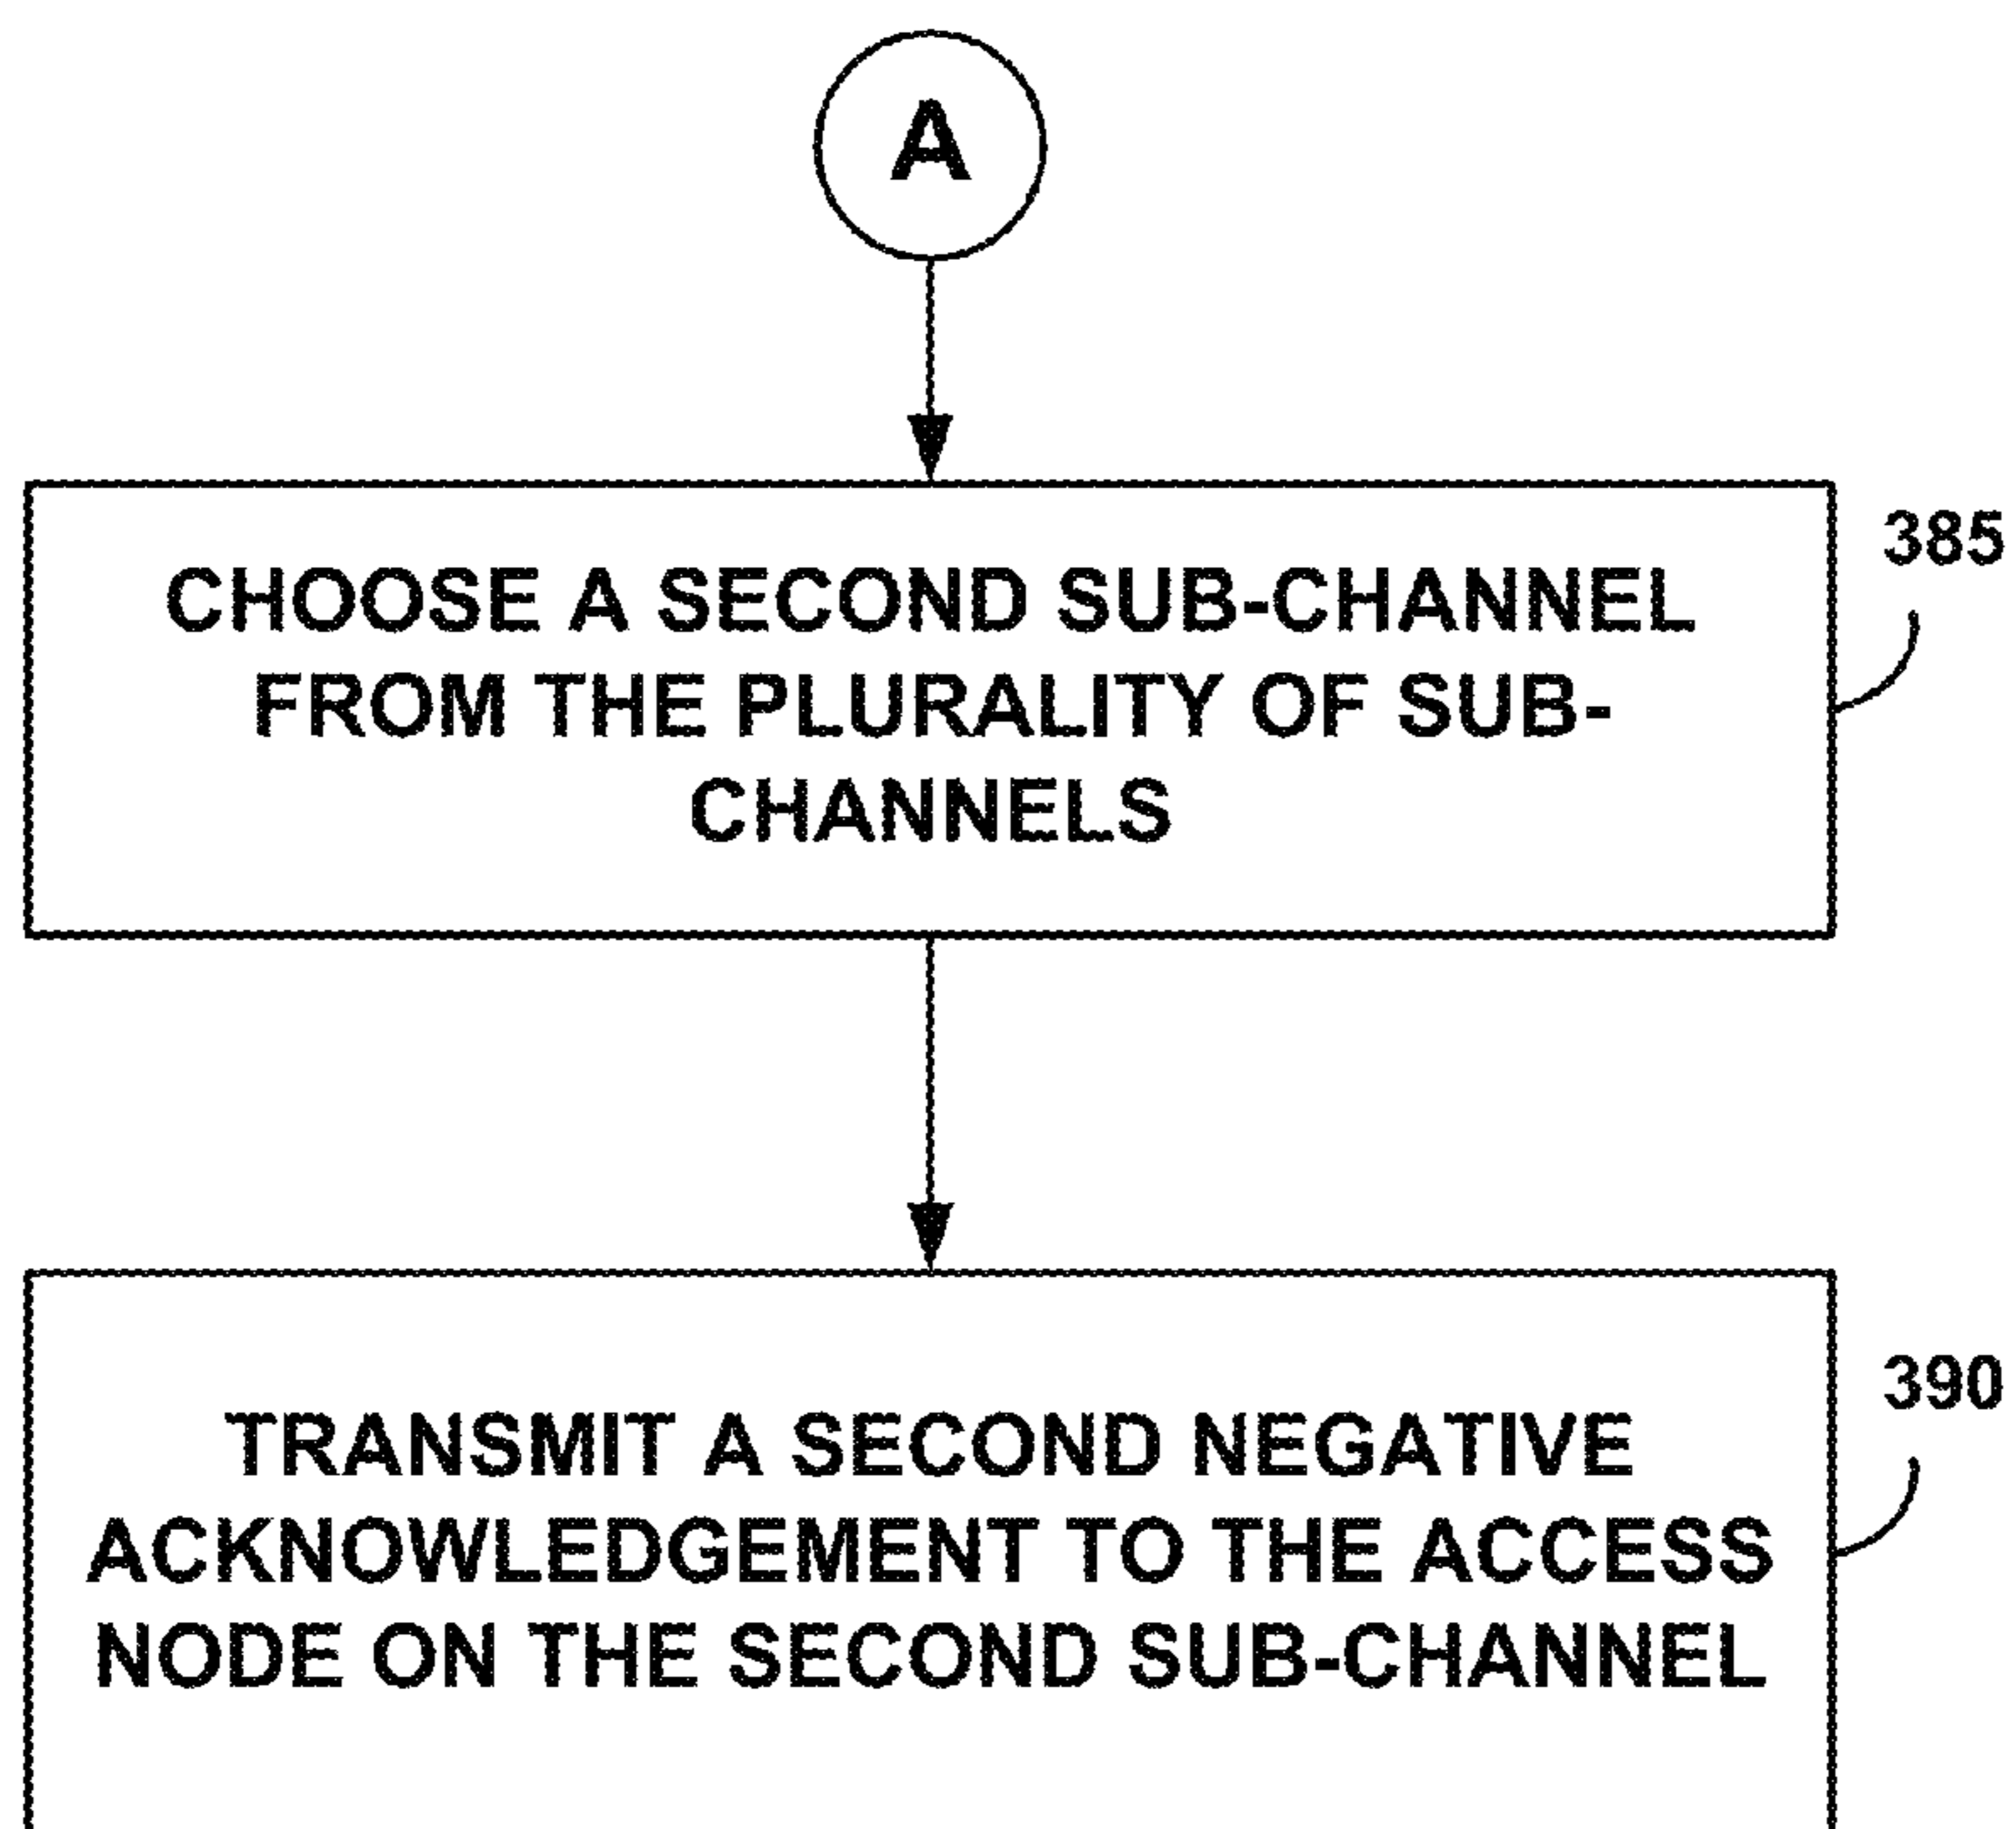 A
385
CHOOSE A SECOND SUB-CHANNEL
FROM THE PLURALITY OF SUB-
CHANNELS
390
TRANSMIT A SECOND NEGATIVE
ACKNOWLEDGEMENT TO THE ACCESS
NODE ON THE SECOND SUB-CHANNEL